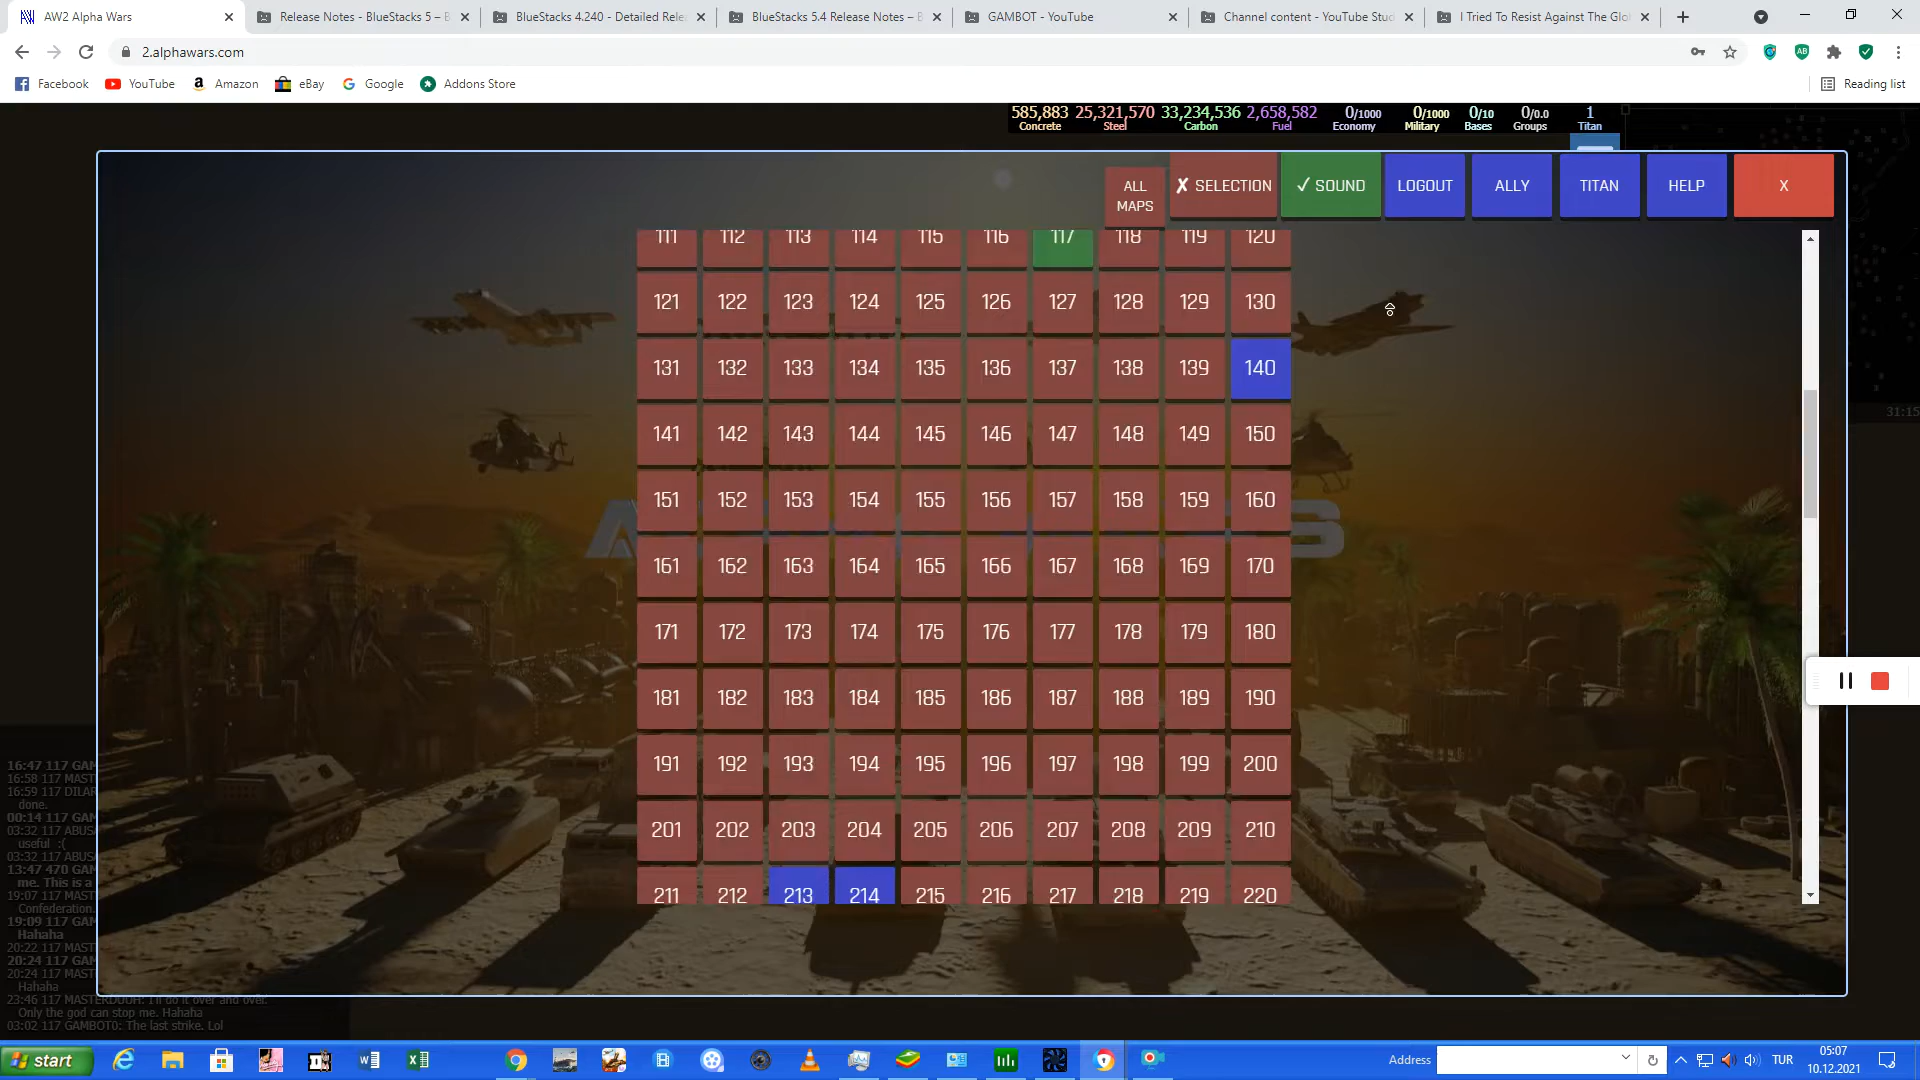 AW2 Alpha Wars
Release Notes - BlueStacks 5 – B
BlueStacks 4.240 - Detailed Rele
BlueStacks 5.4 Release Notes – B
GAMBOT - YouTube
Channel content - YouTube Stud
I Tried To Resist Against The Glo
2.alphawars.com
Facebook YouTube Amazon eBay Google Addons Store Reading list
585,883 25,321,570 33,234,536 2,658,582 0/1000 0/1000 0/10 0/0.0 1
Concrete Steel Carbon Fuel Economy Military Bases Groups Titan
ALL MAPS
✗ SELECTION ✓ SOUND LOGOUT ALLY TITAN HELP X
111 112 113 114 115 116 117 118 119 120
121 122 123 124 125 126 127 128 129 130
131 132 133 134 135 136 137 138 139 140
141 142 143 144 145 146 147 148 149 150
151 152 153 154 155 156 157 158 159 160
161 162 163 164 165 166 167 168 169 170
171 172 173 174 175 176 177 178 179 180
181 182 183 184 185 186 187 188 189 190
191 192 193 194 195 196 197 198 199 200
201 202 203 204 205 206 207 208 209 210
211 212 213 214 215 216 217 218 219 220
31:15
16:47 117 GAM
16:58 117 MAST
16:59 117 DILAR
done.
00:14 117 GAM
03:32 117 ABUSA
useful :(
03:32 117 ABUSA
13:47 470 GAM
me. This is a
19:07 117 MAST
Confederation.
19:09 117 GAM
Hahaha
20:22 117 MAST
20:24 117 GAM
20:24 117 MAST
Hahaha
23:46 117 MASTERDOOH: I'll do it over and over.
Only the god can stop me. Hahaha
03:02 117 GAMBOT0: The last strike. Lol
start
Address
TUR
05:07
10.12.2021